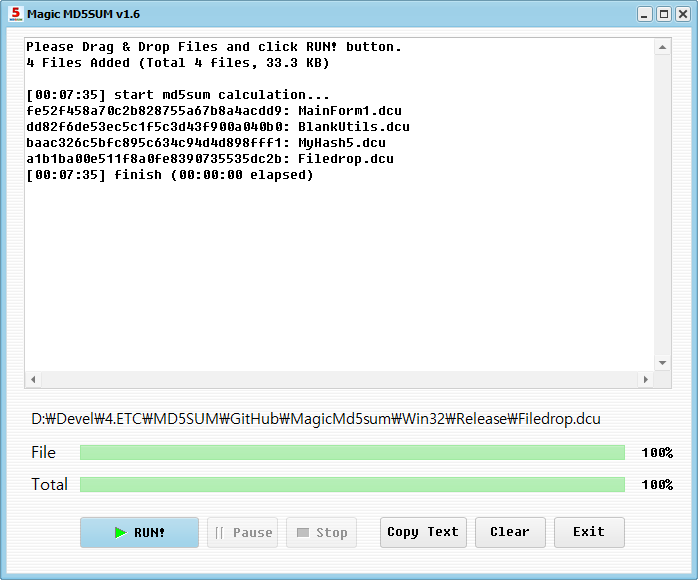 5 Magic MD5SUM v1.6
Please Drag & Drop Files and click RUN! button.
4 Files Added (Total 4 files, 33.3 KB)
[00:07:35] start md5sum calculation...
fe52f458a70c2b828755a67b8a4acdd9: MainForm1.dcu
dd82f6de53ec5c1f5c3d43f900a040b0: BlankUtils.dcu
baac326c5bfc895c634c94d4d898fff1: MyHash5.dcu
a1b1ba00e511f8a0fe8390735535dc2b: Filedrop.dcu
[00:07:35] finish (00:00:00 elapsed)
D:₩Devel₩4.ETC₩MD5SUM₩GitHub₩MagicMd5sum₩Win32₩Release₩Filedrop.dcu
File 100%
Total 100%
RUN! Pause Stop Copy Text Clear Exit